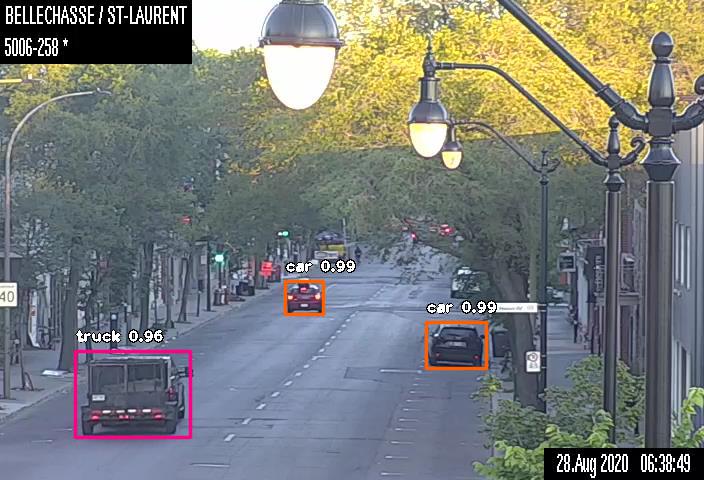 BELLECHASSE / ST-LAURENT
5006-258 *
car 0.99
car 0.99
truck 0.96
40
28.Aug 2020 06:38:49